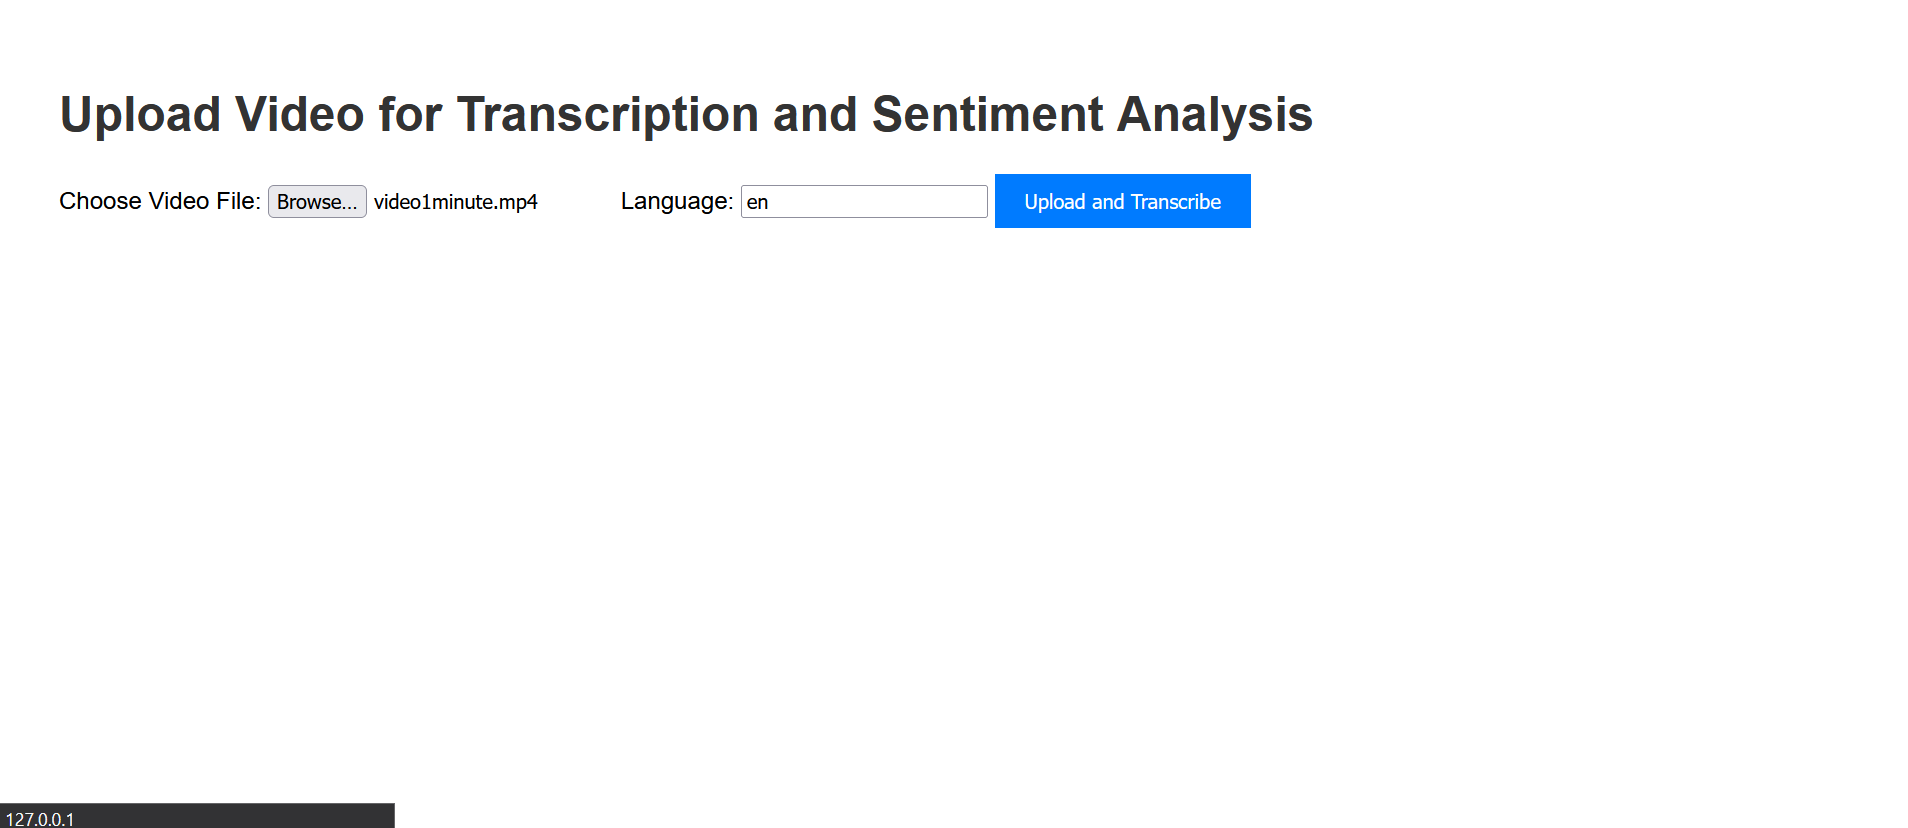 Upload Video for Transcription and Sentiment Analysis
Choose Video File: Browse... video1minute.mp4 Language: en Upload and Transcribe
127.0.0.1